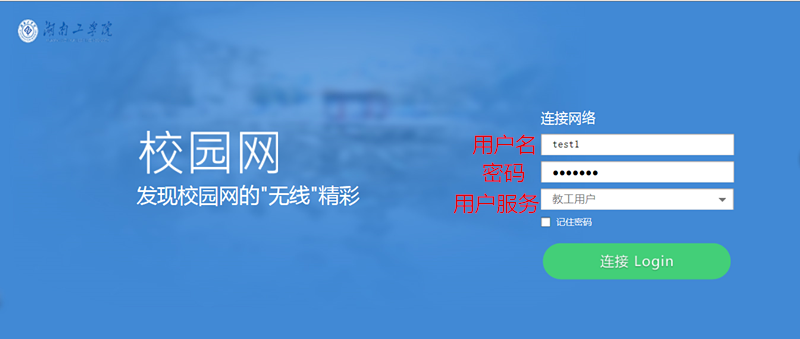 湖南工学院
校园网
发现校园网的"无线"精彩
连接网络
用户名
test1
密码
●●●●●●●
用户服务
教工用户
记住密码
连接 Login